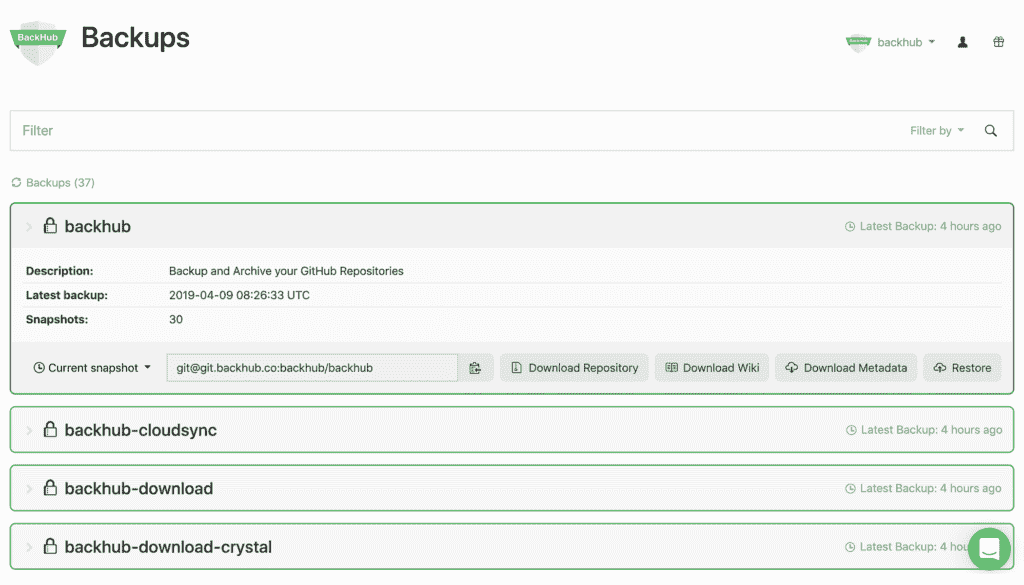 BackHub
Backups
backhub
Filter
Filter by
Backups (37)
backhub
Latest Backup: 4 hours ago
Description: Backup and Archive your GitHub Repositories
Latest backup: 2019-04-09 08:26:33 UTC
Snapshots: 30
Current snapshot git@git.backhub.co:backhub/backhub Download Repository Download Wiki Download Metadata Restore
backhub-cloudsync
Latest Backup: 4 hours ago
backhub-download
Latest Backup: 4 hours ago
backhub-download-crystal
Latest Backup: 4